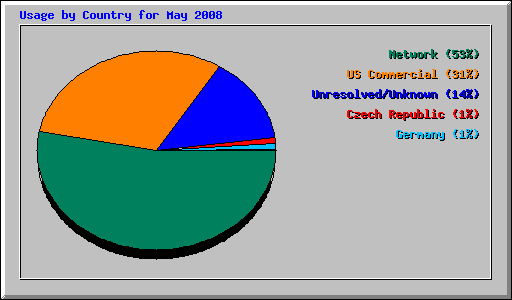 Usage by Country for May 2008
Network (53%)
US Commercial (31%)
Unresolved/Unknown (14%)
Czech Republic (1%)
Germany (1%)